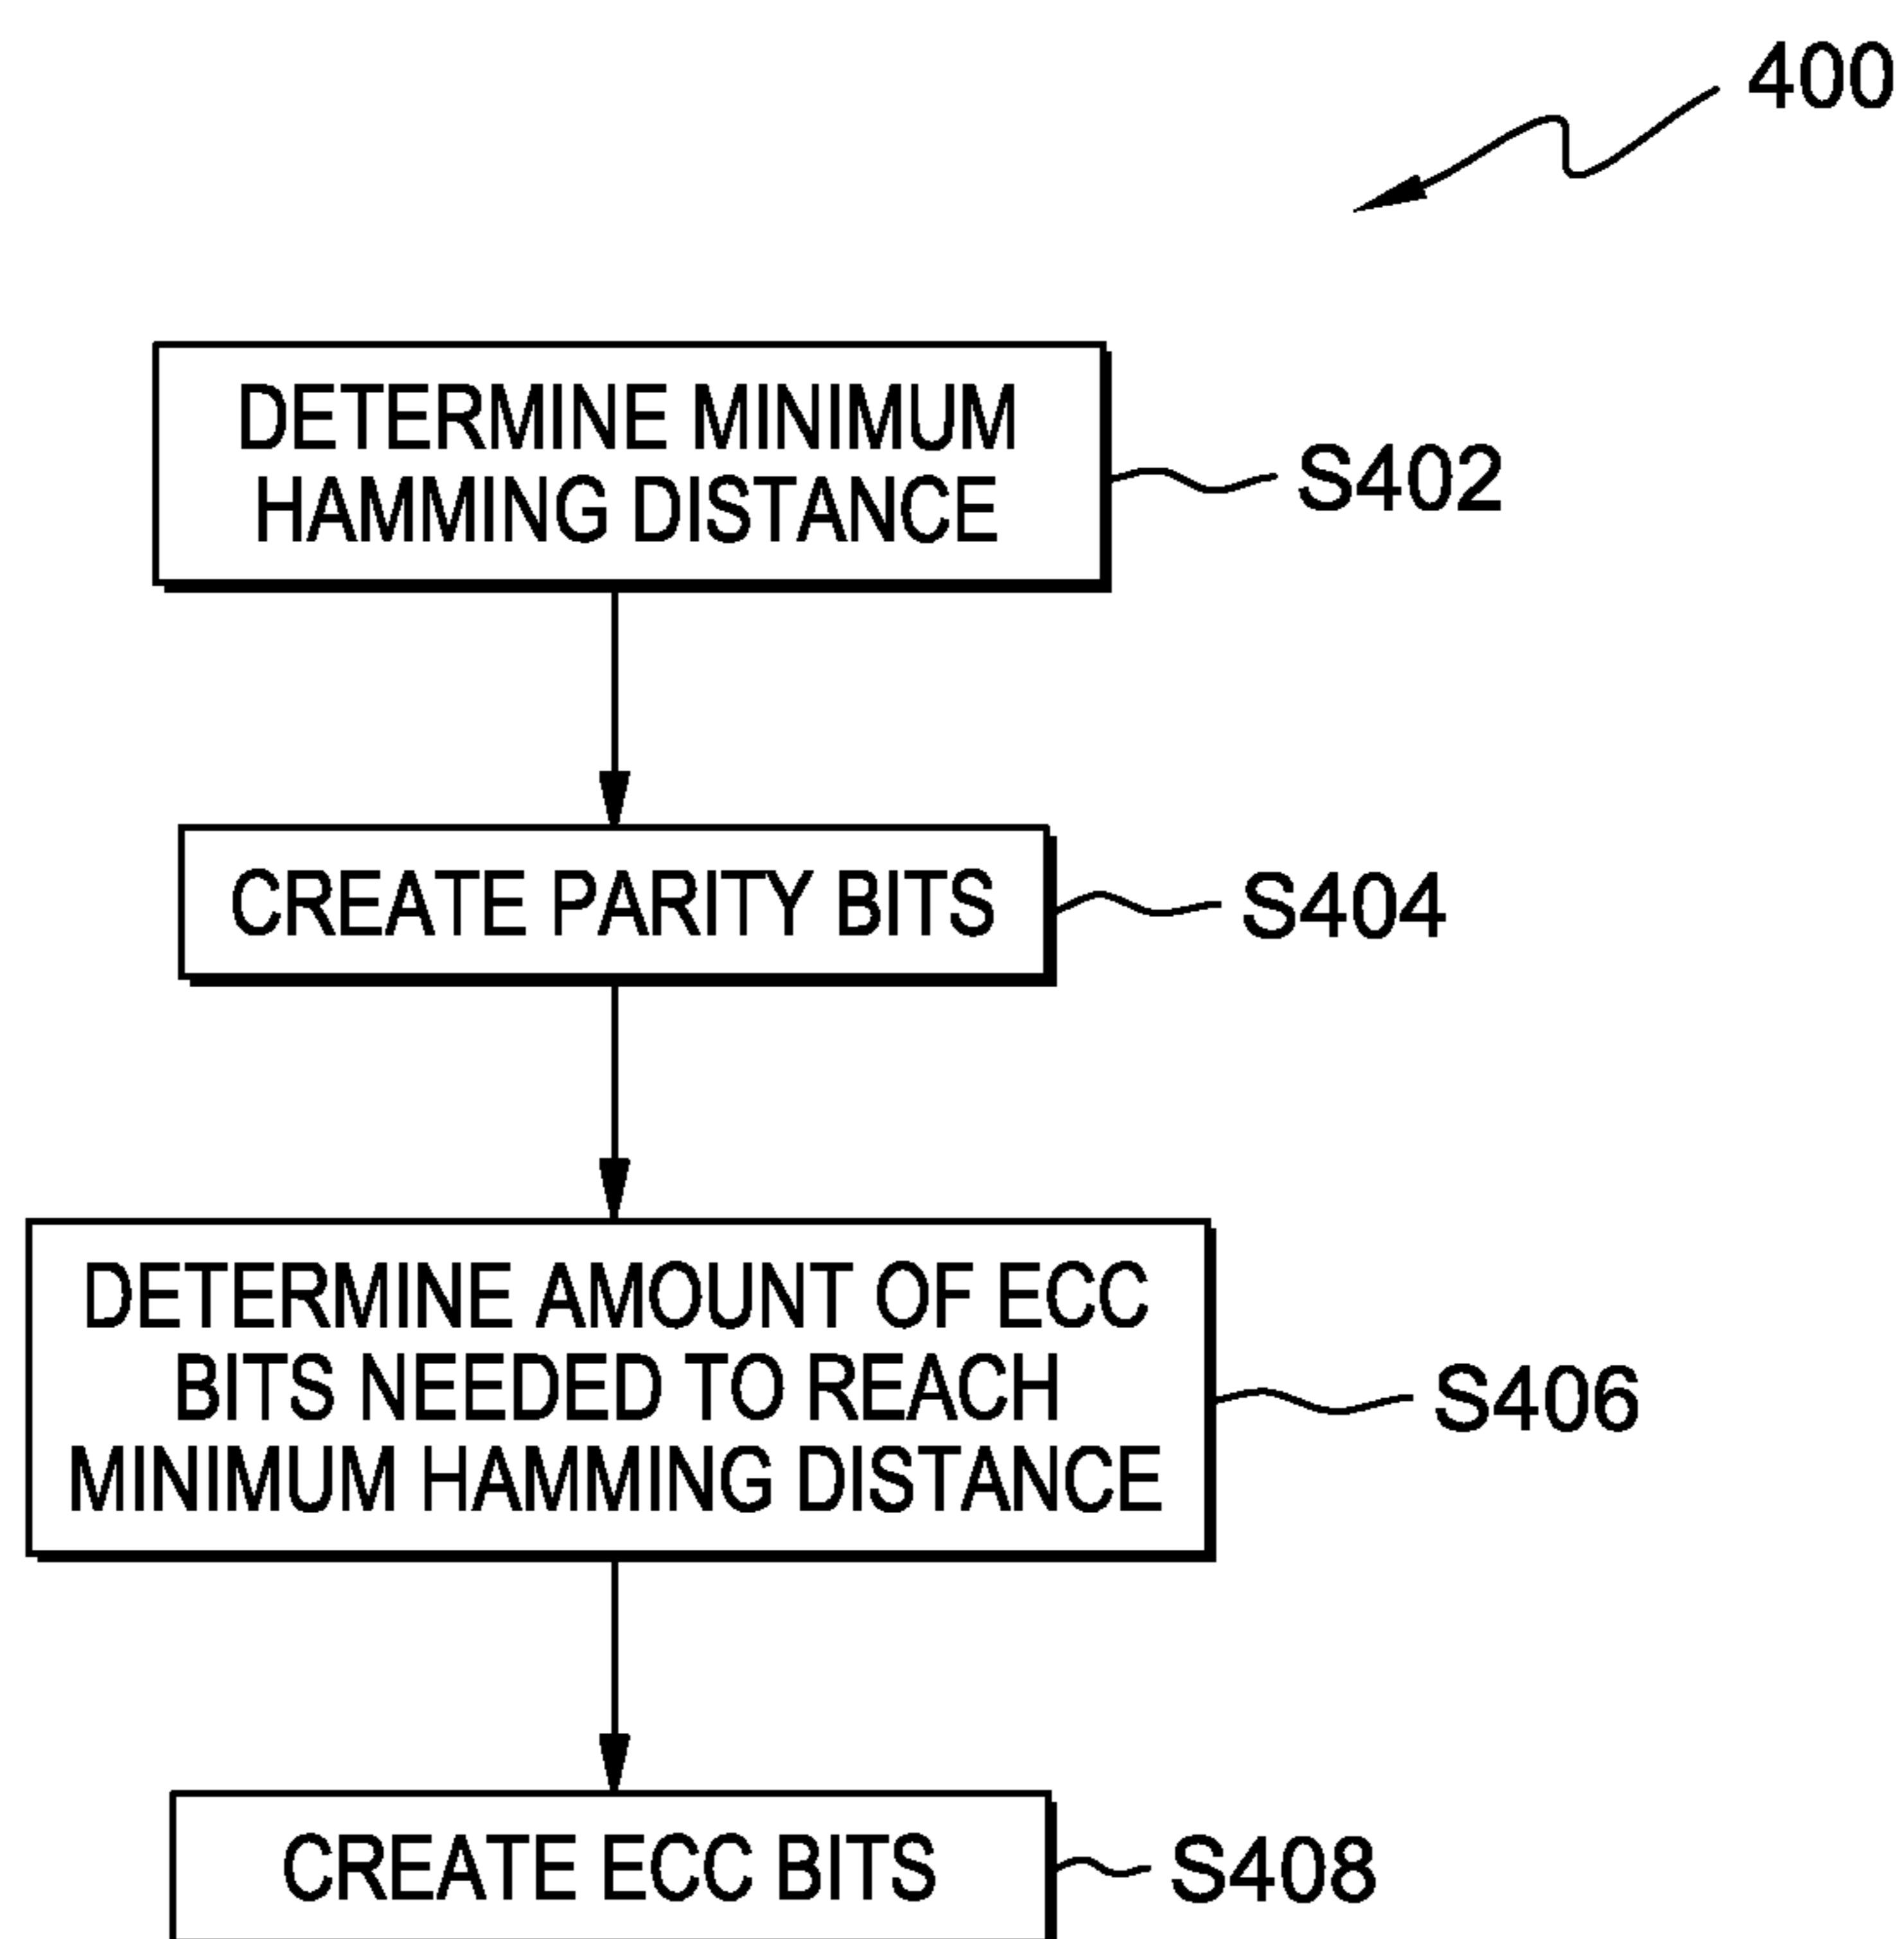 400
DETERMINE MINIMUM
HAMMING DISTANCE
S402
CREATE PARITY BITS
S404
DETERMINE AMOUNT OF ECC
BITS NEEDED TO REACH
MINIMUM HAMMING DISTANCE
S406
CREATE ECC BITS
S408